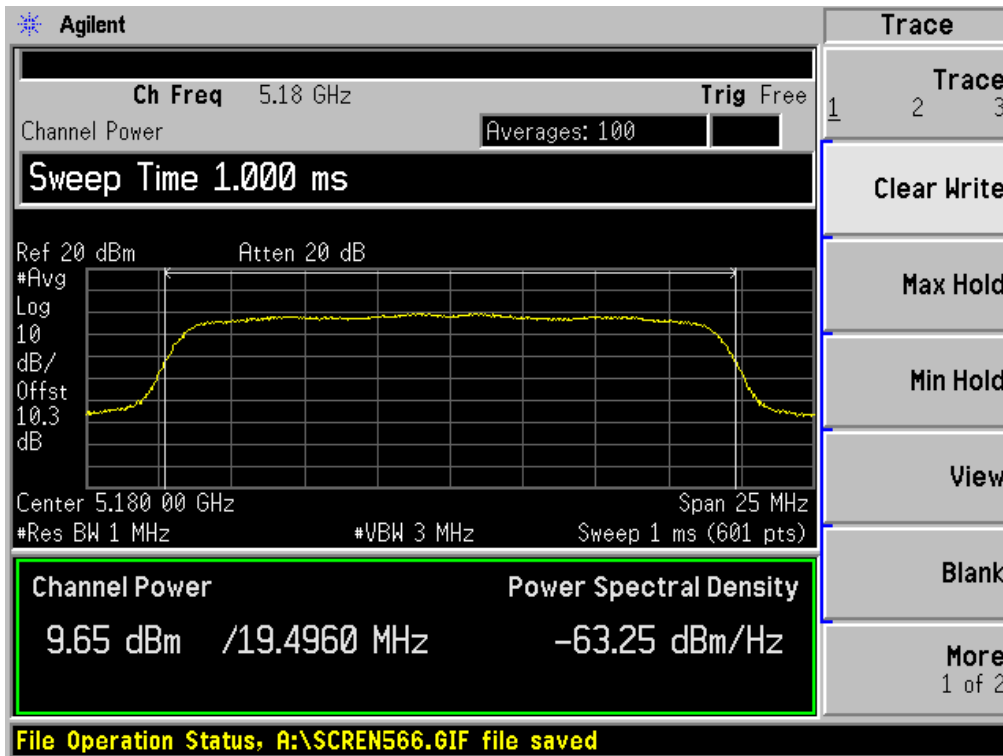 Agilent
Trace
Ch Freq 5.18 GHz Trig Free
Channel Power
Averages: 100
Sweep Time 1.000 ms
Ref 20 dBm Atten 20 dB
#Avg
Log
10
dB/
Offst
10.3
dB
Center 5.180 00 GHz Span 25 MHz
#Res BW 1 MHz #VBW 3 MHz Sweep 1 ms (601 pts)
Channel Power Power Spectral Density
9.65 dBm /19.4960 MHz -63.25 dBm/Hz
Trace
1 2 3
Clear Write
Max Hold
Min Hold
View
Blank
More
1 of 2
File Operation Status, A:\SCREN566.GIF file saved